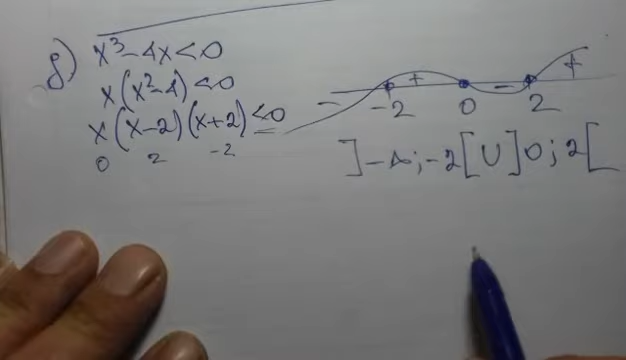 δ) x³-4x<0
x(x²-4)<0
x(x-2)(x+2)<0
0 2 -2
- + - +
-2 0 2
]-∞;-2[U]0;2[